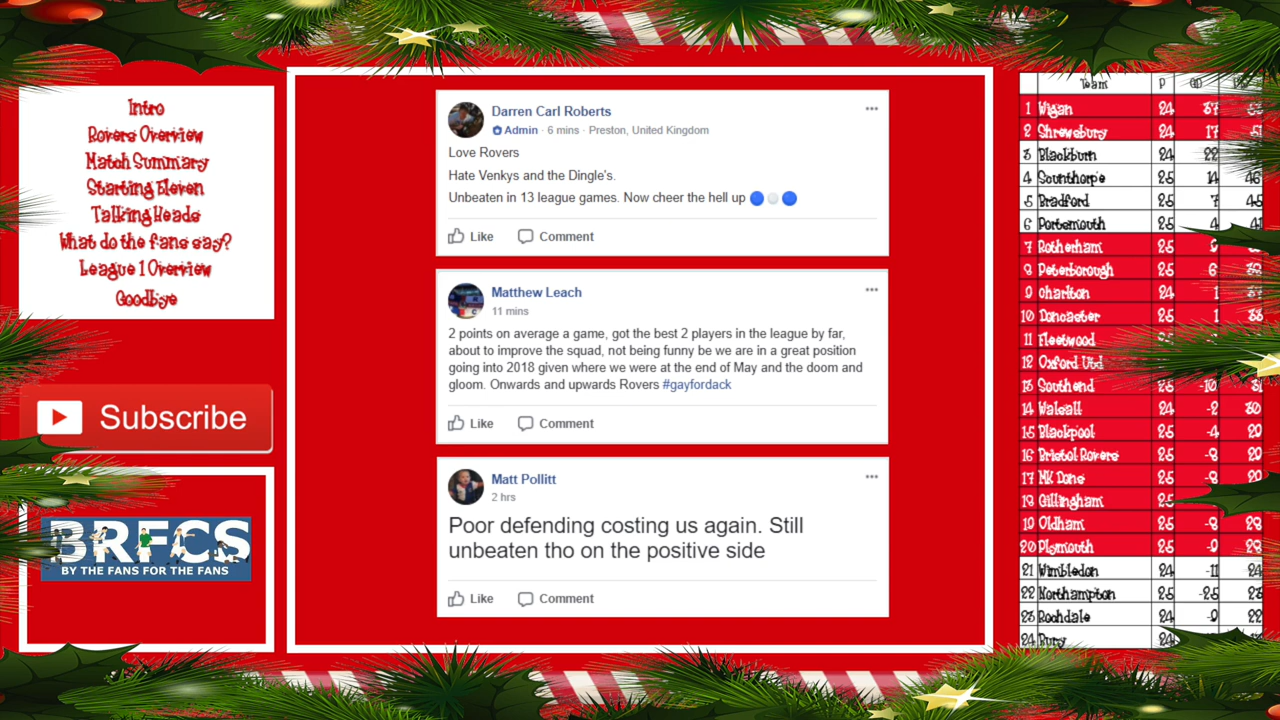 Intro
Rovers Overview
Match Summary
Starting Eleven
Talking Heads
What do the fans say?
League 1 Overview
Goodbye
Subscribe
BRFCS
BY THE FANS FOR THE FANS
Darren Carl Roberts
Admin · 6 mins · Preston, United Kingdom
Love Rovers
Hate Venkys and the Dingle's.
Unbeaten in 13 league games. Now cheer the hell up
Like Comment
Matthew Leach
11 mins
2 points on average a game, got the best 2 players in the league by far,
about to improve the squad, not being funny be we are in a great position
going into 2018 given where we were at the end of May and the doom and
gloom. Onwards and upwards Rovers #gayfordack
Like Comment
Matt Pollitt
2 hrs
Poor defending costing us again. Still
unbeaten tho on the positive side
Like Comment
Team P GD
1 Wigan 24 37
2 Shrewsbury 24 17
3 Blackburn 24 22
4 Scunthorpe 25 14 46
5 Bradford 25 7 45
6 Portsmouth 25 4 41
7 Rotherham 25
8 Peterborough 25 6
9 Charlton 24 1
10 Doncaster 25 1
11 Fleetwood 25
12 Oxford Utd 25
13 Southend 25 -10
14 Walsall 24 -2 30
15 Blackpool 25 -4
16 Bristol Rovers 25
17 MK Dons 25
18 Gillingham
19 Oldham 25
20 Plymouth 25
21 Wimbledon 24 -11 24
22 Northampton 25 -25 23
23 Rochdale 24 22
24 Bury 24